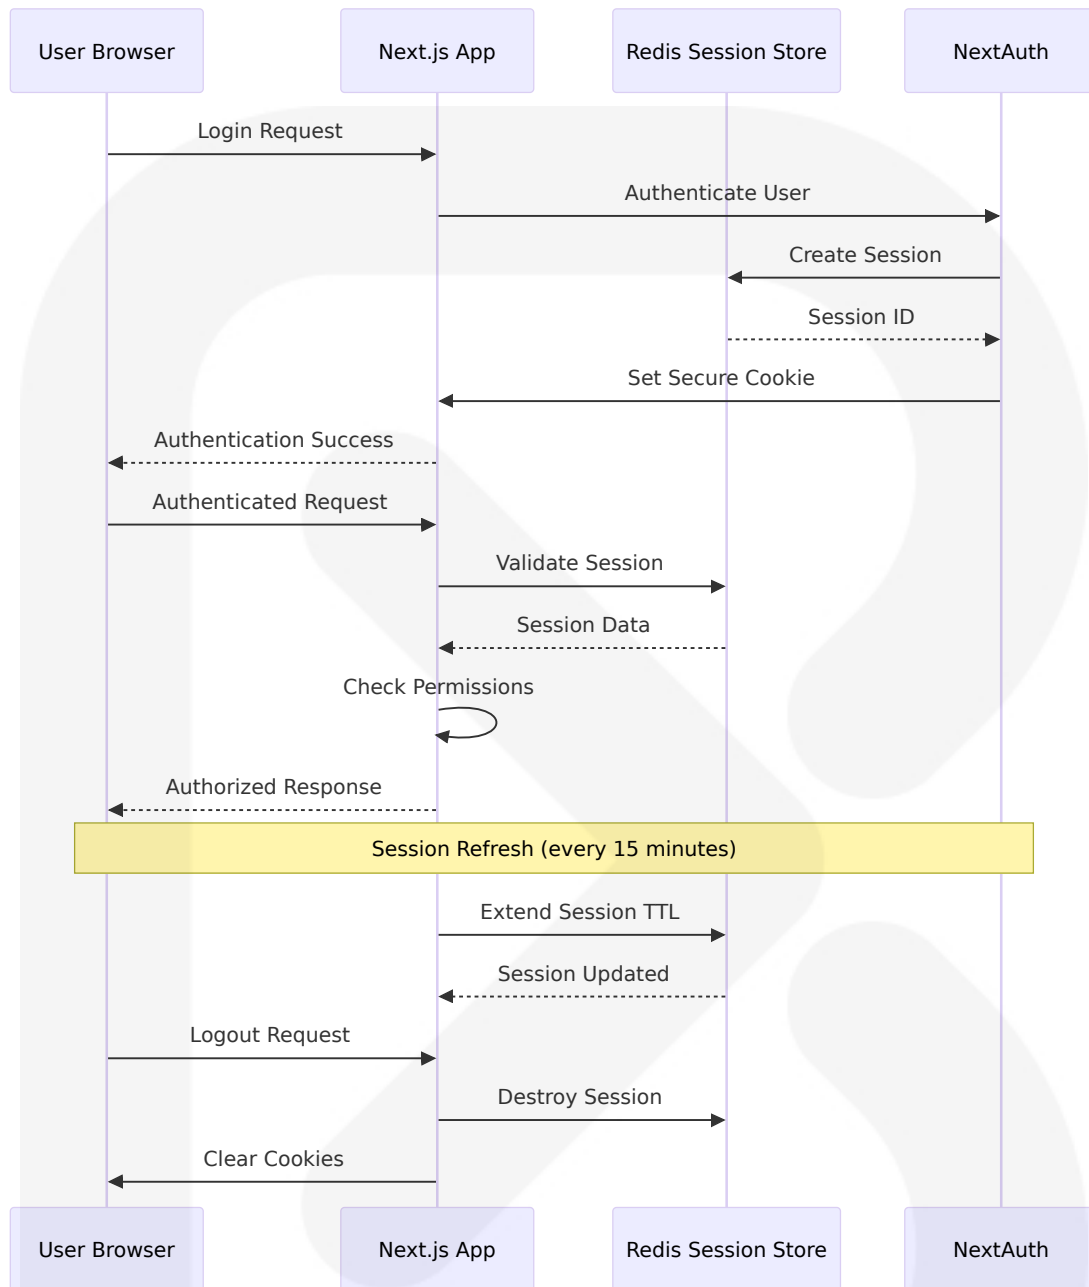 User Browser
Next.js App
Redis Session Store
NextAuth
Login Request
Authenticate User
Create Session
Session ID
Set Secure Cookie
Authentication Success
Authenticated Request
Validate Session
Session Data
Check Permissions
Authorized Response
Session Refresh (every 15 minutes)
Extend Session TTL
Session Updated
Logout Request
Destroy Session
Clear Cookies
User Browser
Next.js App
Redis Session Store
NextAuth